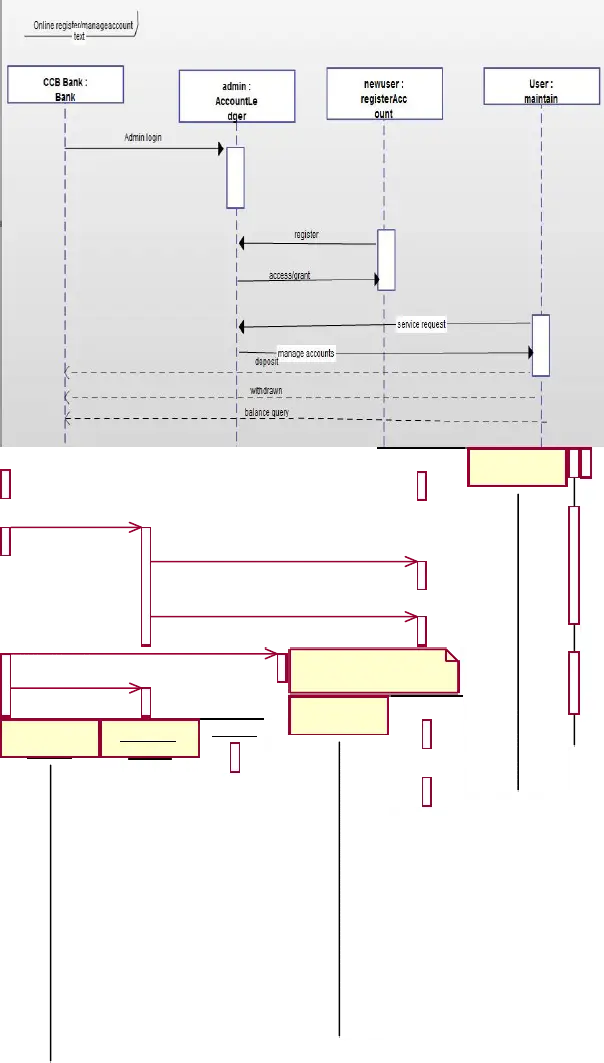 Online register/manageaccount
text
CCB Bank :
Bank
admin :
AccountLe
dger
newuser :
registerAcc
ount
User :
maintain
Admin login
register
access/grant
service request
manage accounts
deposit
withdrawn
balance query